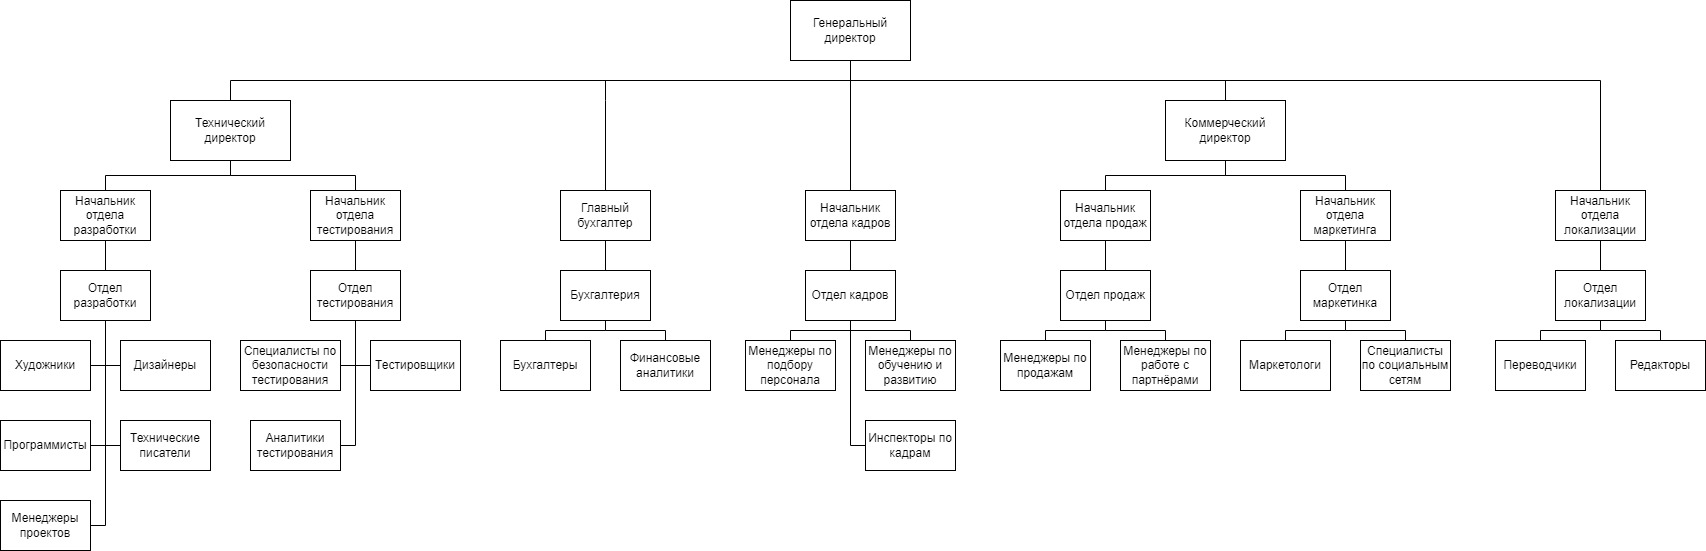 Генеральный
директор
Технический
директор
Коммерческий
директор
Начальник
отдела
разработки
Начальник
отдела
тестирования
Главный
бухгалтер
Начальник
отдела кадров
Начальник
отдела продаж
Начальник
отдела
маркетинга
Начальник
отдела
локализации
Отдел
разработки
Отдел
тестирования
Бухгалтерия
Отдел кадров
Отдел продаж
Отдел
маркетинка
Отдел
локализации
Художники
Дизайнеры
Специалисты по
безопасности
тестирования
Тестировщики
Бухгалтеры
Финансовые
аналитики
Менеджеры по
подбору
персонала
Менеджеры по
обучению и
развитию
Менеджеры по
продажам
Менеджеры по
работе с
партнёрами
Маркетологи
Специалисты
по социальным
сетям
Переводчики
Редакторы
Программисты
Технические
писатели
Аналитики
тестирования
Инспекторы по
кадрам
Менеджеры
проектов